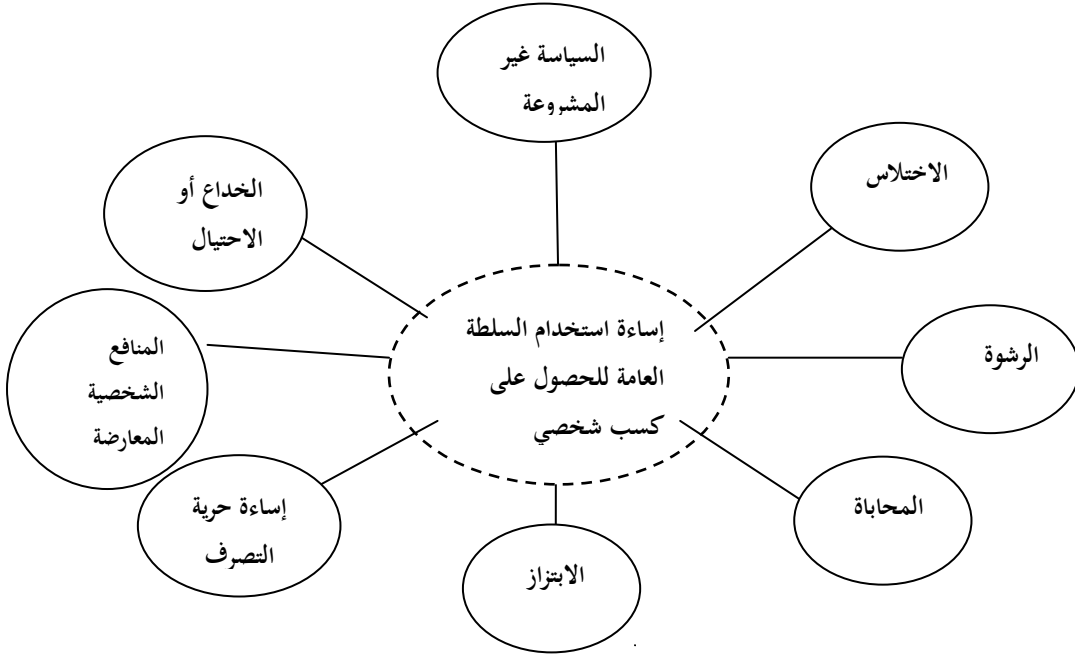 السياسة غير
المشروعة
الاختلاس
الخداع أو
الاحتيال
إساءة استخدام السلطة
العامة للحصول على
كسب شخصي
الرشوة
المنافع
الشخصية
المعارضة
المحاباة
إساءة حرية
التصرف
الابتزاز